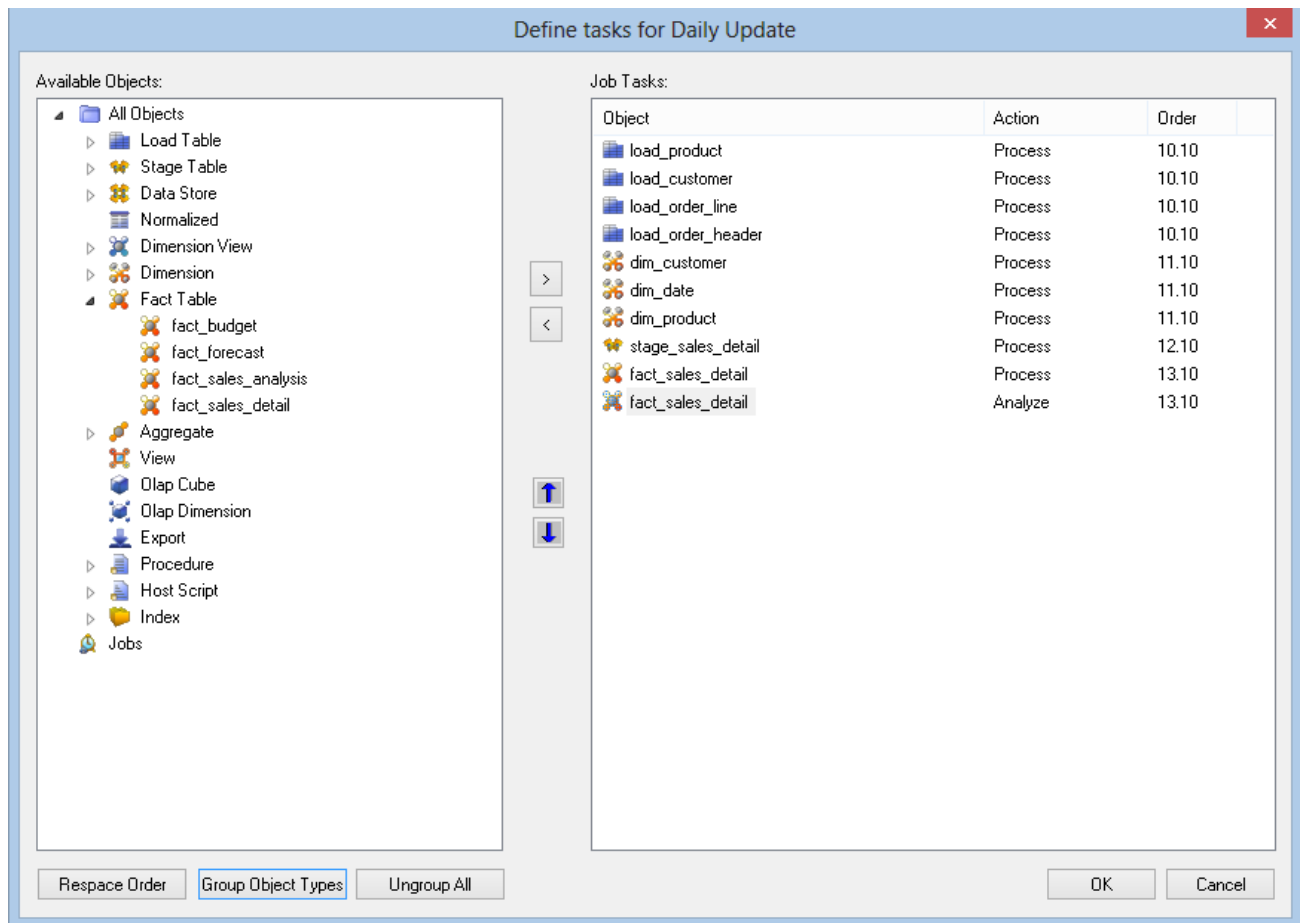 Define tasks for Daily Update
Available Objects:
All Objects
Load Table
Stage Table
Data Store
Normalized
Dimension View
Dimension
Fact Table
fact_budget
fact_forecast
fact_sales_analysis
fact_sales_detail
Aggregate
View
Olap Cube
Olap Dimension
Export
Procedure
Host Script
Index
Jobs
>
<
Job Tasks:
Object Action Order
load_product Process 10.10
load_customer Process 10.10
load_order_line Process 10.10
load_order_header Process 10.10
dim_customer Process 11.10
dim_date Process 11.10
dim_product Process 11.10
stage_sales_detail Process 12.10
fact_sales_detail Process 13.10
fact_sales_detail Analyze 13.10
Respace Order Group Object Types Ungroup All OK Cancel